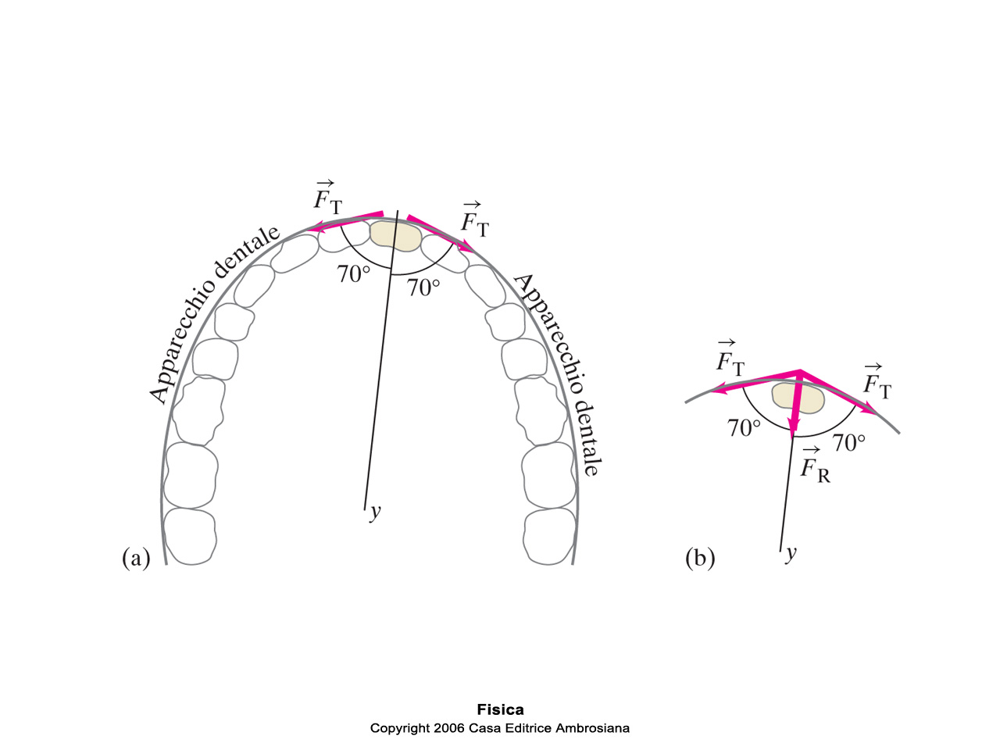 F⃗T
F⃗T
Apparecchio dentale
70°
70°
Apparecchio dentale
y
(a)
F⃗T
F⃗T
70°
70°
F⃗R
y
(b)
Fisica
Copyright 2006 Casa Editrice Ambrosiana